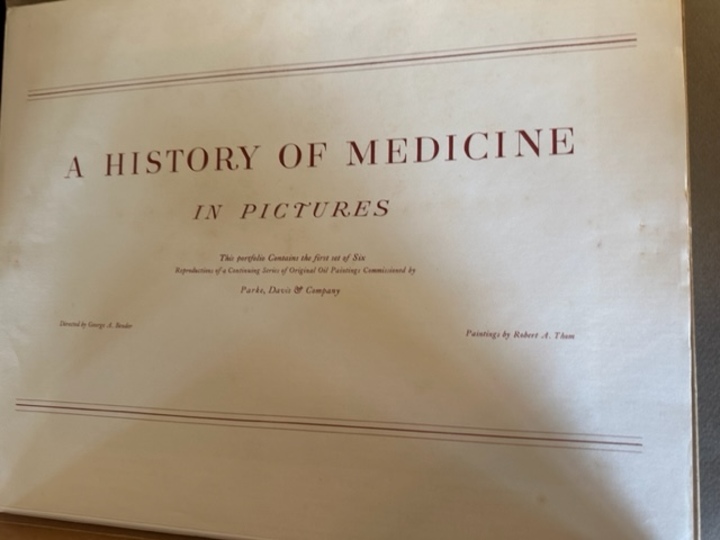 A HISTORY OF MEDICINE
IN PICTURES
This portfolio Contains the first set of Six
Reproductions of a Continuing Series of Original Oil Paintings Commissioned by
Parke, Davis & Company
Directed by George A. Bender
Paintings by Robert A. Thom